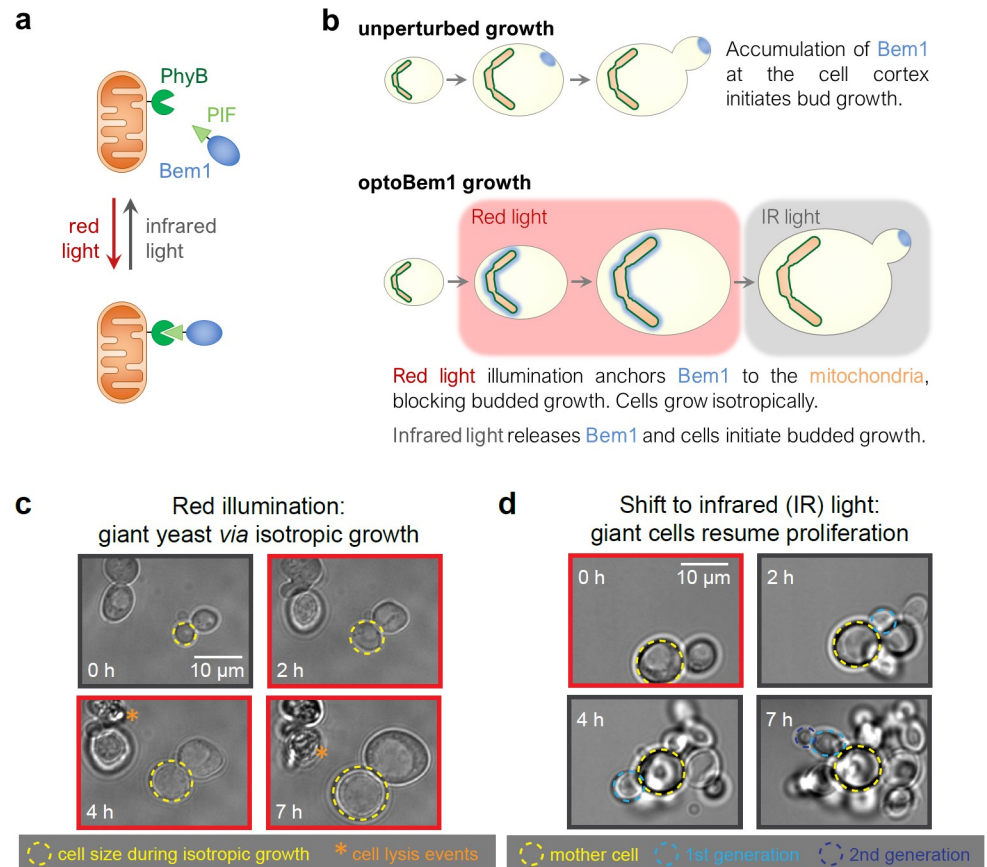 a
PhyB
PIF
Bem1
red
light
infrared
light
b
unperturbed growth
Accumulation of Bem1
at the cell cortex
initiates bud growth.
optoBem1 growth
Red light
IR light
Red light illumination anchors Bem1 to the mitochondria,
blocking budded growth. Cells grow isotropically.
Infrared light releases Bem1 and cells initiate budded growth.
c
Red illumination:
giant yeast via isotropic growth
0 h
10 µm
2 h
4 h
*
7 h
*
cell size during isotropic growth
* cell lysis events
d
Shift to infrared (IR) light:
giant cells resume proliferation
0 h
10 µm
2 h
4 h
7 h
mother cell
1st generation
2nd generation